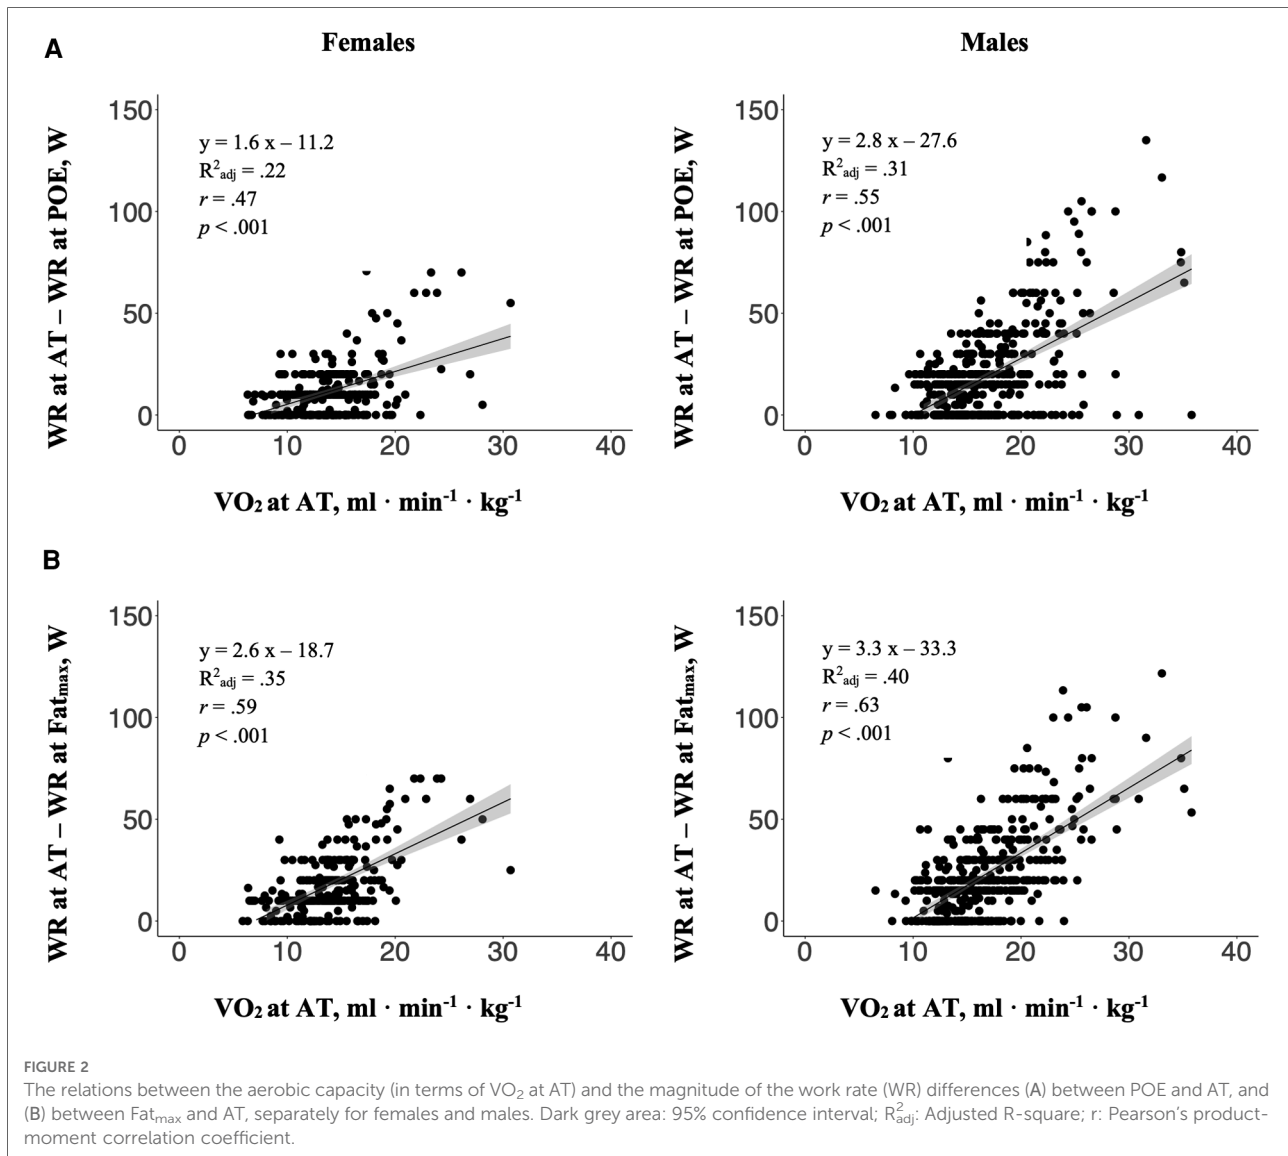 A
Females
Males
WR at AT – WR at POE, W
150
100
50
0
y = 1.6 x – 11.2
R²adj = .22
r = .47
p < .001
0 10 20 30 40
VO₂ at AT, ml · min⁻¹ · kg⁻¹
WR at AT – WR at POE, W
150
100
50
0
y = 2.8 x – 27.6
R²adj = .31
r = .55
p < .001
0 10 20 30 40
VO₂ at AT, ml · min⁻¹ · kg⁻¹
B
WR at AT – WR at Fatmax, W
150
100
50
0
y = 2.6 x – 18.7
R²adj = .35
r = .59
p < .001
0 10 20 30 40
VO₂ at AT, ml · min⁻¹ · kg⁻¹
WR at AT – WR at Fatmax, W
150
100
50
0
y = 3.3 x – 33.3
R²adj = .40
r = .63
p < .001
0 10 20 30 40
VO₂ at AT, ml · min⁻¹ · kg⁻¹
FIGURE 2
The relations between the aerobic capacity (in terms of VO₂ at AT) and the magnitude of the work rate (WR) differences (A) between POE and AT, and
(B) between Fatmax and AT, separately for females and males. Dark grey area: 95% confidence interval; R²adj: Adjusted R-square; r: Pearson's product-
moment correlation coefficient.